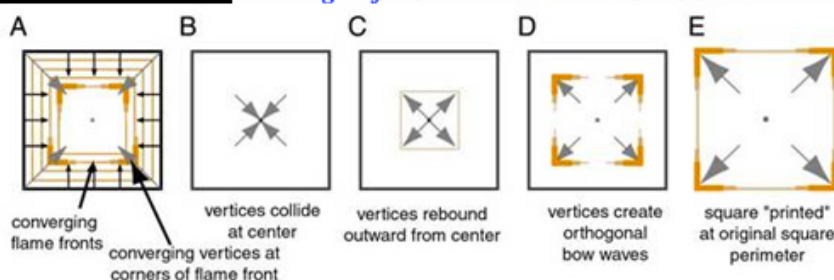 A B C D E
converging
flame fronts
converging vertices at
corners of flame front
vertices collide
at center
vertices rebound
outward from center
vertices create
orthogonal
bow waves
square "printed"
at original square
perimeter